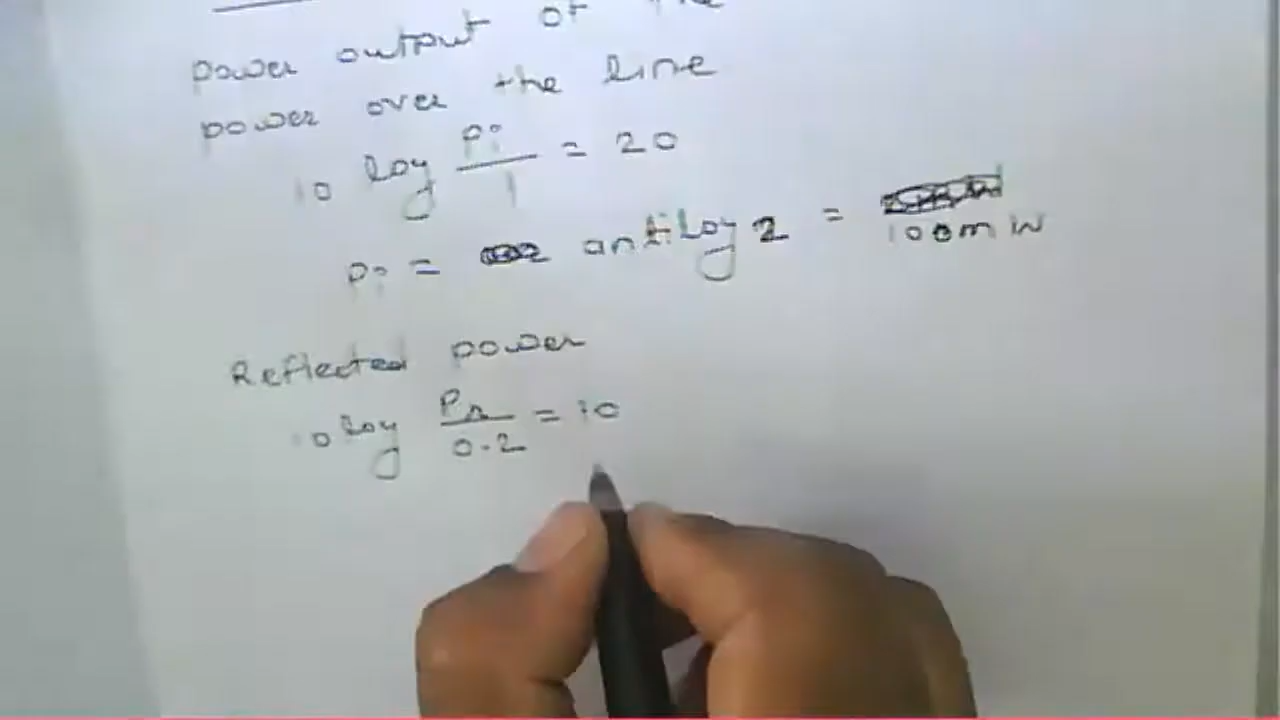 power output of the
power over the line
10 log Pi/1 = 20
Pi = antilog 2 = 100mW
Reflected power
10 log Pr/0.2 = 10